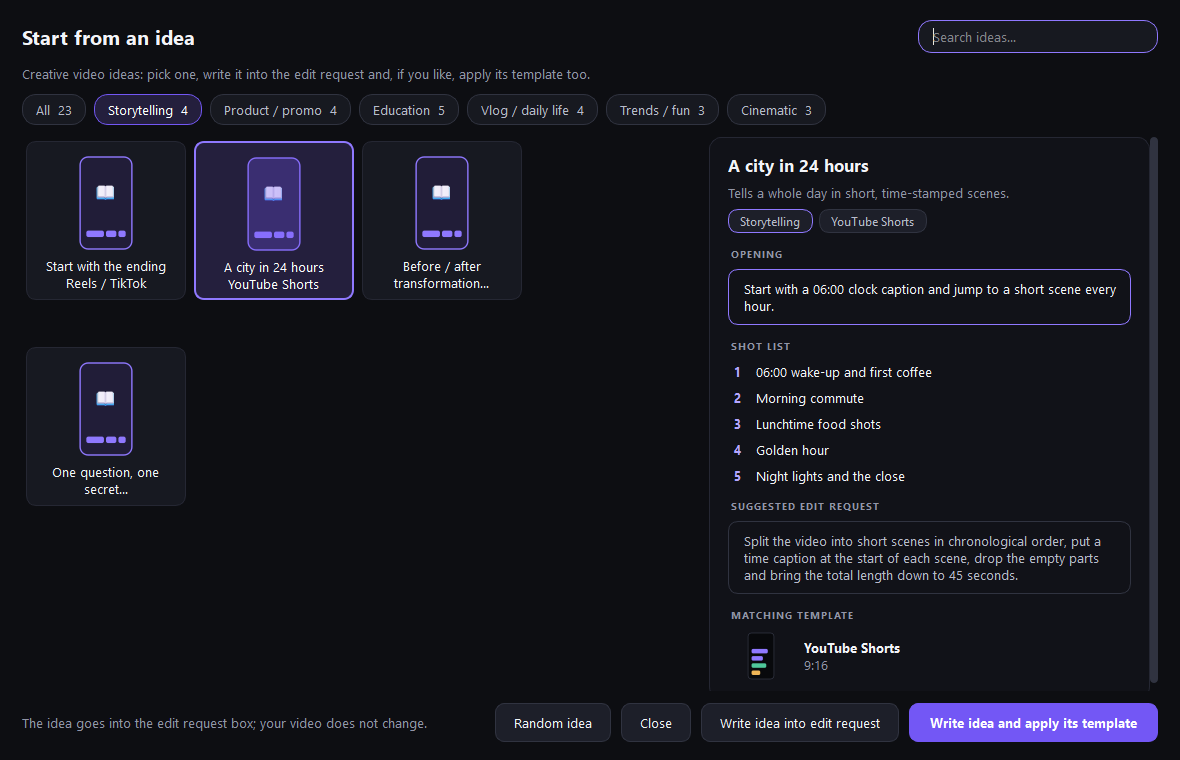 Start from an idea
Search ideas...
Creative video ideas: pick one, write it into the edit request and, if you like, apply its template too.
All 23
Storytelling 4
Product / promo 4
Education 5
Vlog / daily life 4
Trends / fun 3
Cinematic 3
Start with the ending
Reels / TikTok
A city in 24 hours
YouTube Shorts
Before / after
transformation...
One question, one
secret...
A city in 24 hours
Tells a whole day in short, time-stamped scenes.
Storytelling
YouTube Shorts
OPENING
Start with a 06:00 clock caption and jump to a short scene every
hour.
SHOT LIST
1 06:00 wake-up and first coffee
2 Morning commute
3 Lunchtime food shots
4 Golden hour
5 Night lights and the close
SUGGESTED EDIT REQUEST
Split the video into short scenes in chronological order, put a
time caption at the start of each scene, drop the empty parts
and bring the total length down to 45 seconds.
MATCHING TEMPLATE
YouTube Shorts
9:16
The idea goes into the edit request box; your video does not change.
Random idea
Close
Write idea into edit request
Write idea and apply its template